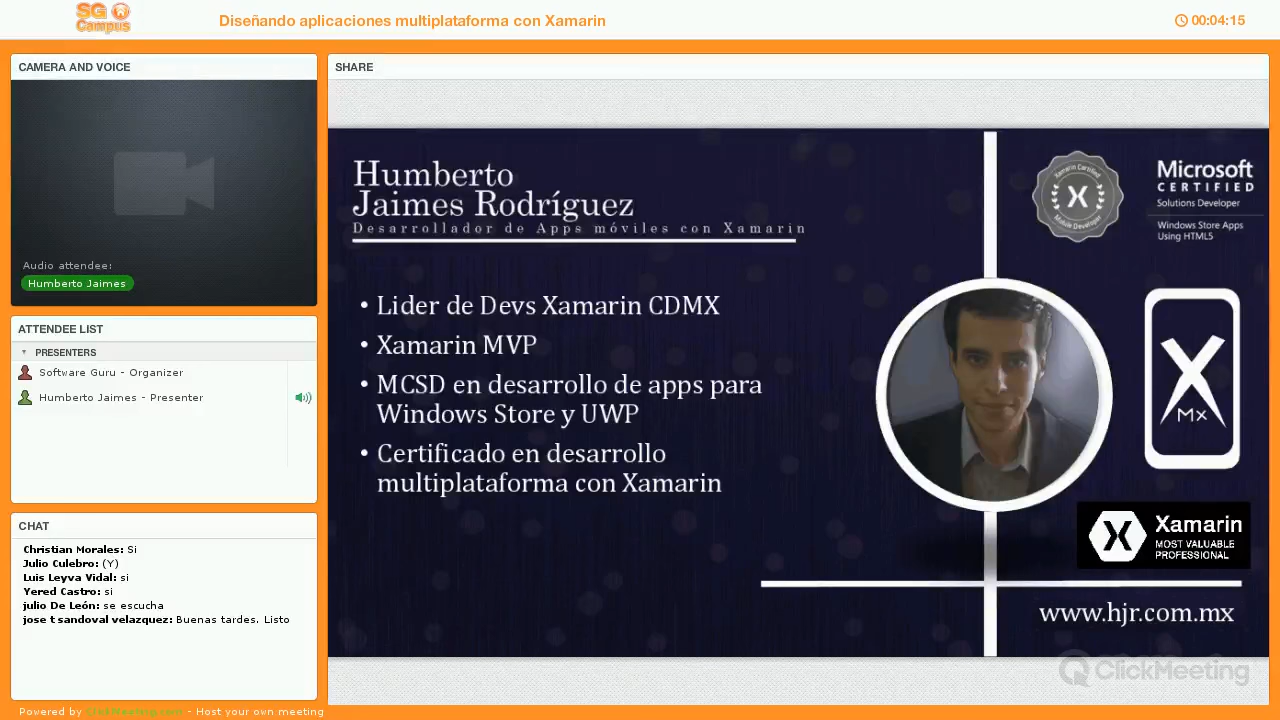 SG
Campus
Diseñando aplicaciones multiplataforma con Xamarin
00:04:15
CAMERA AND VOICE
Audio attendee:
Humberto Jaimes
ATTENDEE LIST
PRESENTERS
Software Guru - Organizer
Humberto Jaimes - Presenter
CHAT
Christian Morales: Si
Julio Culebro: (Y)
Luis Leyva Vidal: si
Yered Castro: si
julio De León: se escucha
jose t sandoval velazquez: Buenas tardes. Listo
Powered by ClickMeeting.com - Host your own meeting
SHARE
Humberto
Jaimes Rodríguez
Desarrollador de Apps móviles con Xamarin
• Lider de Devs Xamarin CDMX
• Xamarin MVP
• MCSD en desarrollo de apps para
Windows Store y UWP
• Certificado en desarrollo
multiplataforma con Xamarin
Xamarin Certified
X
Mobile Developer
Microsoft
CERTIFIED
Solutions Developer
Windows Store Apps
Using HTML5
Mx
Xamarin
MOST VALUABLE
PROFESSIONAL
www.hjr.com.mx
ClickMeeting